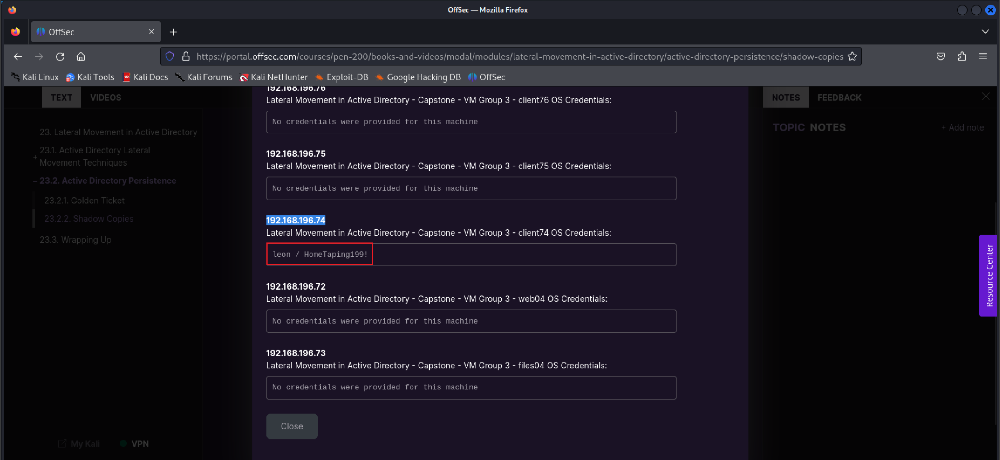 OffSec — Mozilla Firefox
OffSec
https://portal.offsec.com/courses/pen-200/books-and-videos/modal/modules/lateral-movement-in-active-directory/active-directory-persistence/shadow-copies
Kali Linux Kali Tools Kali Docs Kali Forums Kali NetHunter Exploit-DB Google Hacking DB OffSec
TEXT VIDEOS
23. Lateral Movement in Active Directory
+ 23.1. Active Directory Lateral
Movement Techniques
– 23.2. Active Directory Persistence
23.2.1. Golden Ticket
23.2.2. Shadow Copies
23.3. Wrapping Up
My Kali VPN
192.168.196.76
Lateral Movement in Active Directory - Capstone - VM Group 3 - client76 OS Credentials:
No credentials were provided for this machine
192.168.196.75
Lateral Movement in Active Directory - Capstone - VM Group 3 - client75 OS Credentials:
No credentials were provided for this machine
192.168.196.74
Lateral Movement in Active Directory - Capstone - VM Group 3 - client74 OS Credentials:
leon / HomeTaping199!
192.168.196.72
Lateral Movement in Active Directory - Capstone - VM Group 3 - web04 OS Credentials:
No credentials were provided for this machine
192.168.196.73
Lateral Movement in Active Directory - Capstone - VM Group 3 - files04 OS Credentials:
No credentials were provided for this machine
Close
NOTES FEEDBACK
TOPIC NOTES + Add note
Resource Center